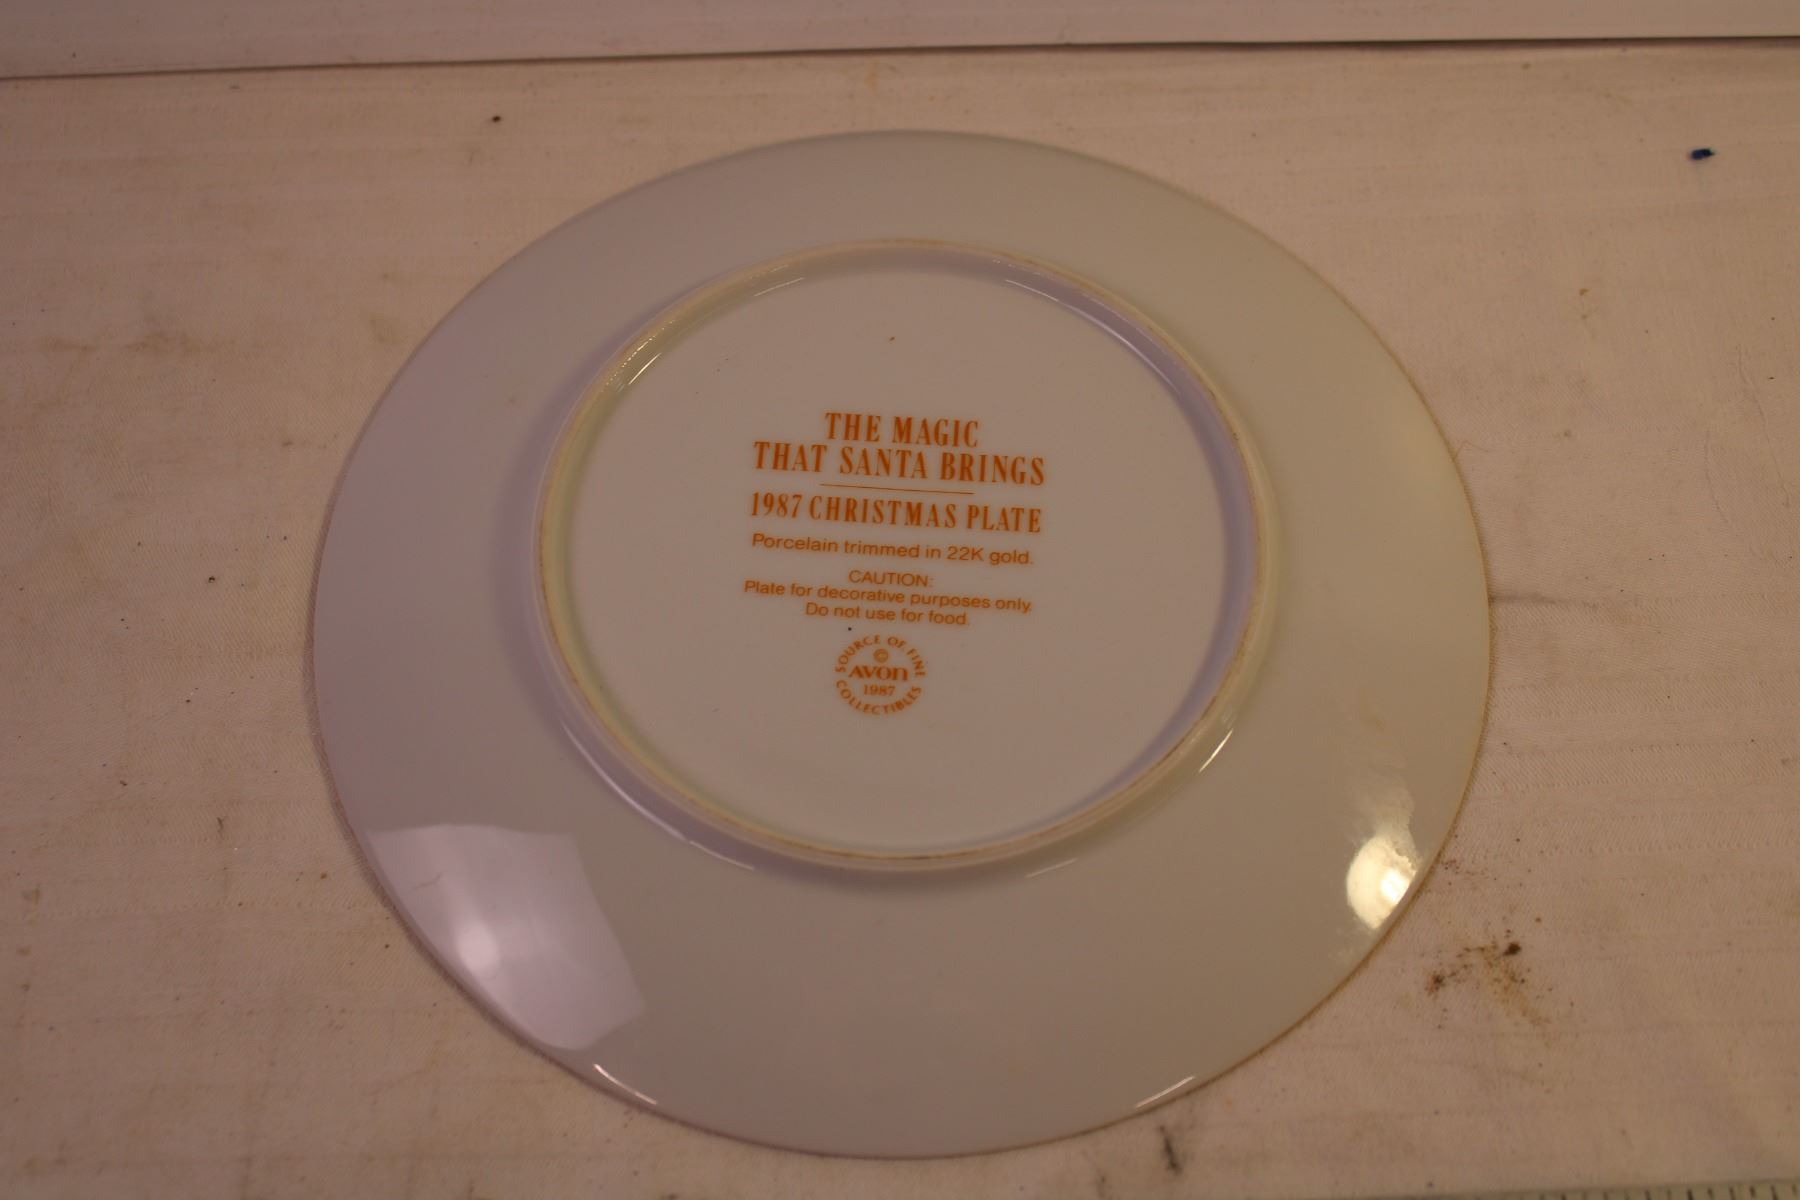 THE MAGIC
THAT SANTA BRINGS
1987 CHRISTMAS PLATE
Porcelain trimmed in 22K gold.
CAUTION:
Plate for decorative purposes only.
Do not use for food.
SOURCE OF FINE
©
AVON
1987
COLLECTIBLES